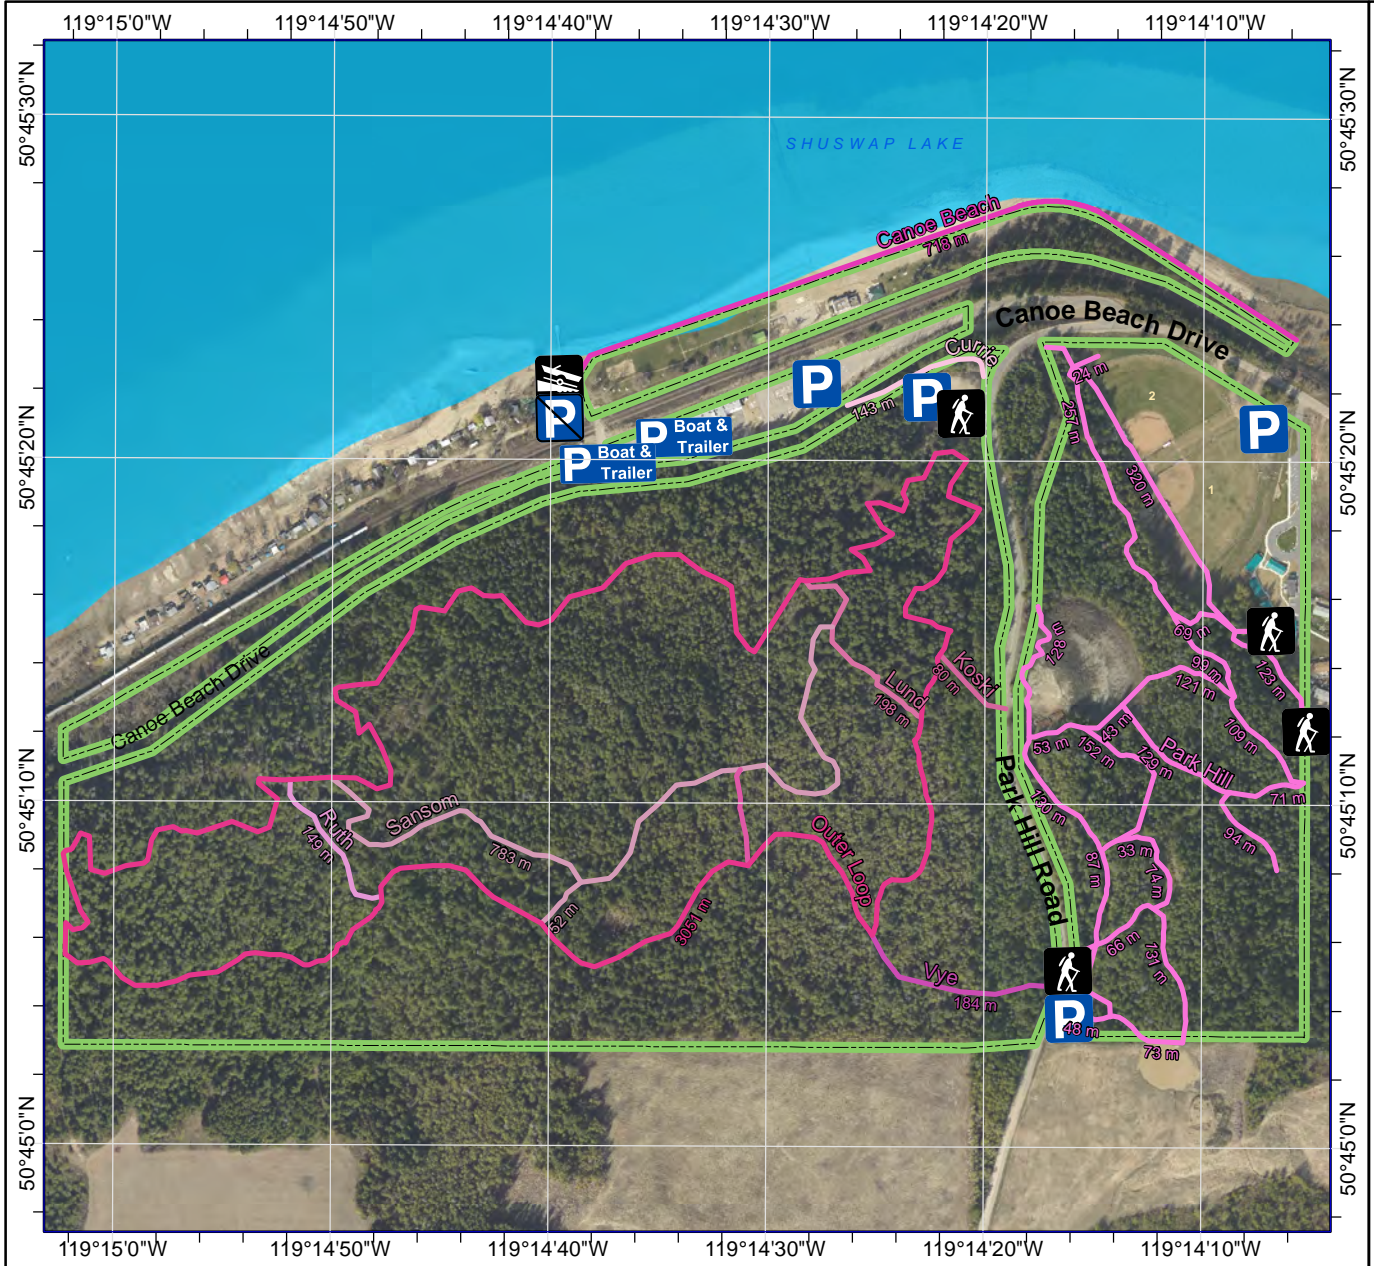 119°15'0"W
119°14'50"W
119°14'40"W
119°14'30"W
119°14'20"W
119°14'10"W
50°45'30"N
50°45'30"N
SHUSWAP LAKE
Canoe Beach
718 m
Canoe Beach Drive
Currie
143 m
P
P
P
P
P Boat &
Trailer
P Boat &
Trailer
24 m
257 m
2
1
320 m
50°45'20"N
50°45'20"N
Canoe Beach Drive
128 m
69 m
99 m
121 m
123 m
109 m
Koski
80 m
Lund
198 m
43 m
53 m
152 m
129 m
Park Hill
71 m
94 m
130 m
Park Hill Road
50°45'10"N
50°45'10"N
Sansom
783 m
Ruth
149 m
52 m
Outer Loop
3051 m
87 m
33 m
74 m
66 m
131 m
Vye
184 m
P
48 m
73 m
50°45'0"N
50°45'0"N
119°15'0"W
119°14'50"W
119°14'40"W
119°14'30"W
119°14'20"W
119°14'10"W